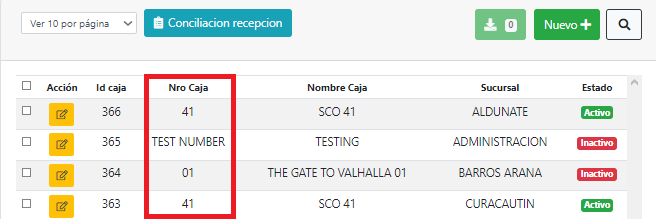 Ver 10 por página
Conciliacion recepcion
0
Nuevo +
Acción Id caja Nro Caja Nombre Caja Sucursal Estado
366 41 SCO 41 ALDUNATE Activo
365 TEST NUMBER TESTING ADMINISTRACION Inactivo
364 01 THE GATE TO VALHALLA 01 BARROS ARANA Inactivo
363 41 SCO 41 CURACAUTIN Activo